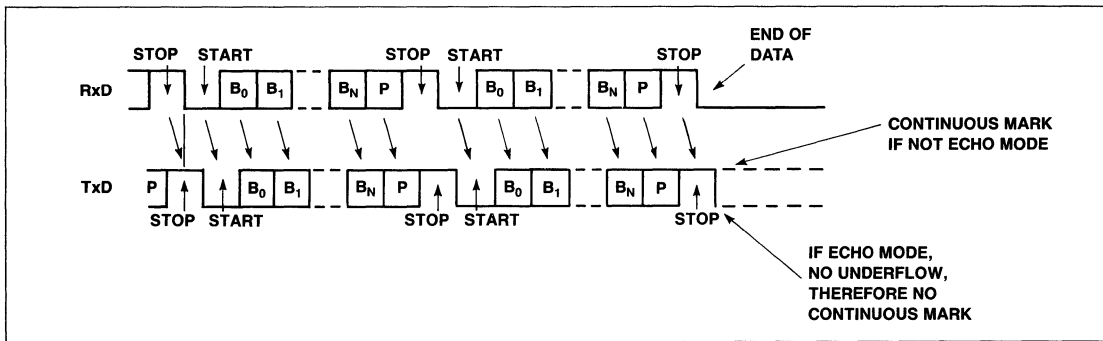 END OF
DATA
STOP START STOP START STOP
RxD B0 B1 BN P B0 B1 BN P
CONTINUOUS MARK
IF NOT ECHO MODE
TxD P B0 B1 BN P B0 B1 BN P
STOP START STOP START STOP
IF ECHO MODE,
NO UNDERFLOW,
THEREFORE NO
CONTINUOUS MARK